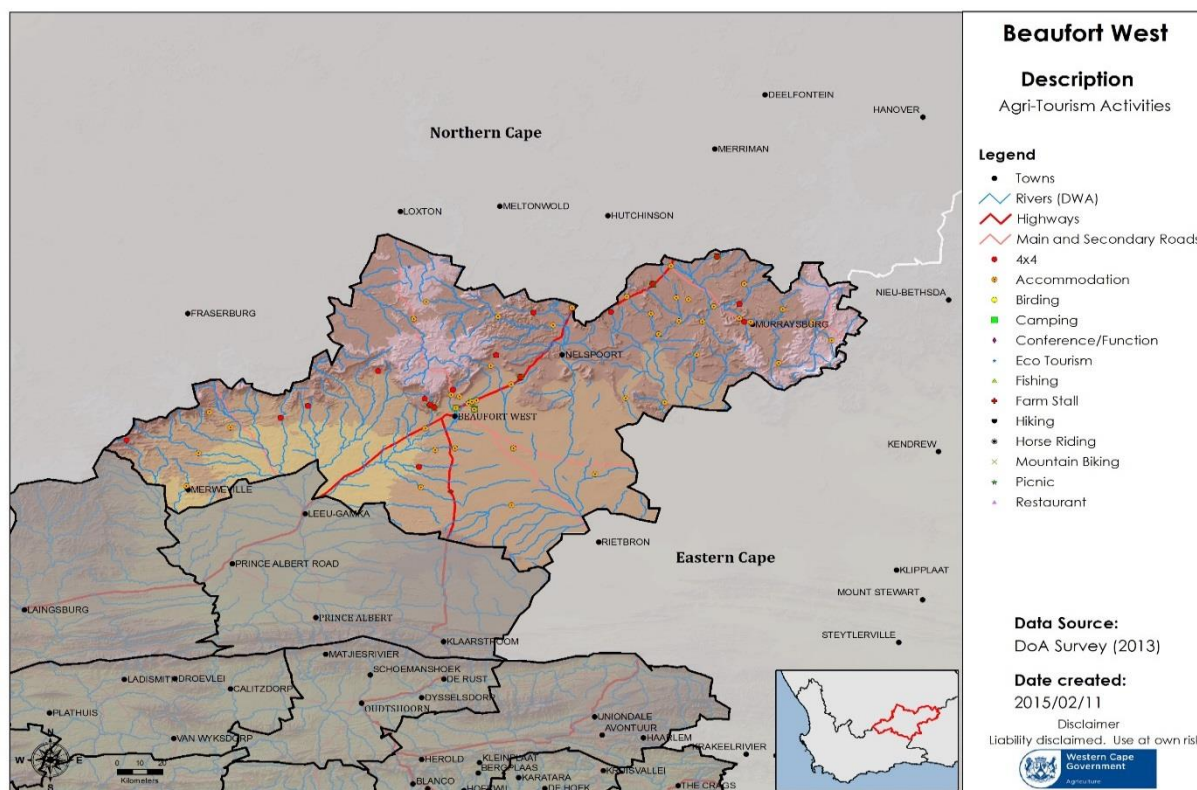 Beaufort West
Description
Agri-Tourism Activities
Legend
Towns
Rivers (DWA)
Highways
Main and Secondary Roads
4x4
Accommodation
Birding
Camping
Conference/Function
Eco Tourism
Fishing
Farm Stall
Hiking
Horse Riding
Mountain Biking
Picnic
Restaurant
Data Source:
DoA Survey (2013)
Date created:
2015/02/11
Disclaimer
Liability disclaimed. Use at own risk
Western Cape
Government
Agriculture
DEELFONTEIN
HANOVER
Northern Cape
MERRIMAN
LOXTON
MELTONWOLD
HUTCHINSON
NIEU-BETHSDA
FRASERBURG
MURRAYSBURG
NELSPOORT
BEAUFORT WEST
KENDREW
MERWEVILLE
LEEU-GAMKA
RIETBRON
Eastern Cape
PRINCE ALBERT ROAD
KLIPPLAAT
MOUNT STEWART
LAINGSBURG
PRINCE ALBERT
KLAARSTROOM
STEYTLERVILLE
MATJIESRIVIER
SCHOEMANSHOEK
LADISMITH
DROEVLEI
CALITZDORP
DE RUST
DYSSELSDORP
OUDTSHOORN
PLATHUIS
UNIONDALE
AVONTUUR
HAARLEM
VAN WYKSDORP
KRAKEELRIVIER
HEROLD
KLEINPLAAT
BERGPLAAS
KRUISVALLEI
BLANCO
KARATARA
DE HOEK
THE CRAGS
N
W
E
S
0
10
20
Kilometers